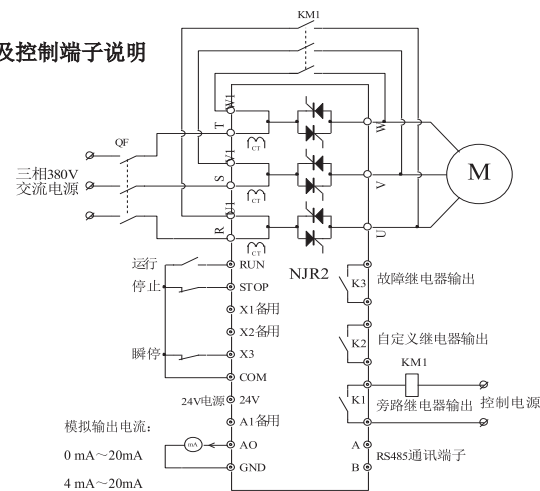 KM1
及控制端子说明
QF
三相380V
交流电源
T
W1
S
V1
R
U1
CT
CT
CT
W
V
U
M
NJR2
运行
RUN
停止
STOP
X1备用
X2备用
瞬停
X3
COM
24V电源
24V
A1备用
模拟输出电流:
mA
AO
0 mA～20mA
GND
4 mA～20mA
K3
故障继电器输出
K2
自定义继电器输出
KM1
K1
旁路继电器输出
控制电源
A
RS485通讯端子
B